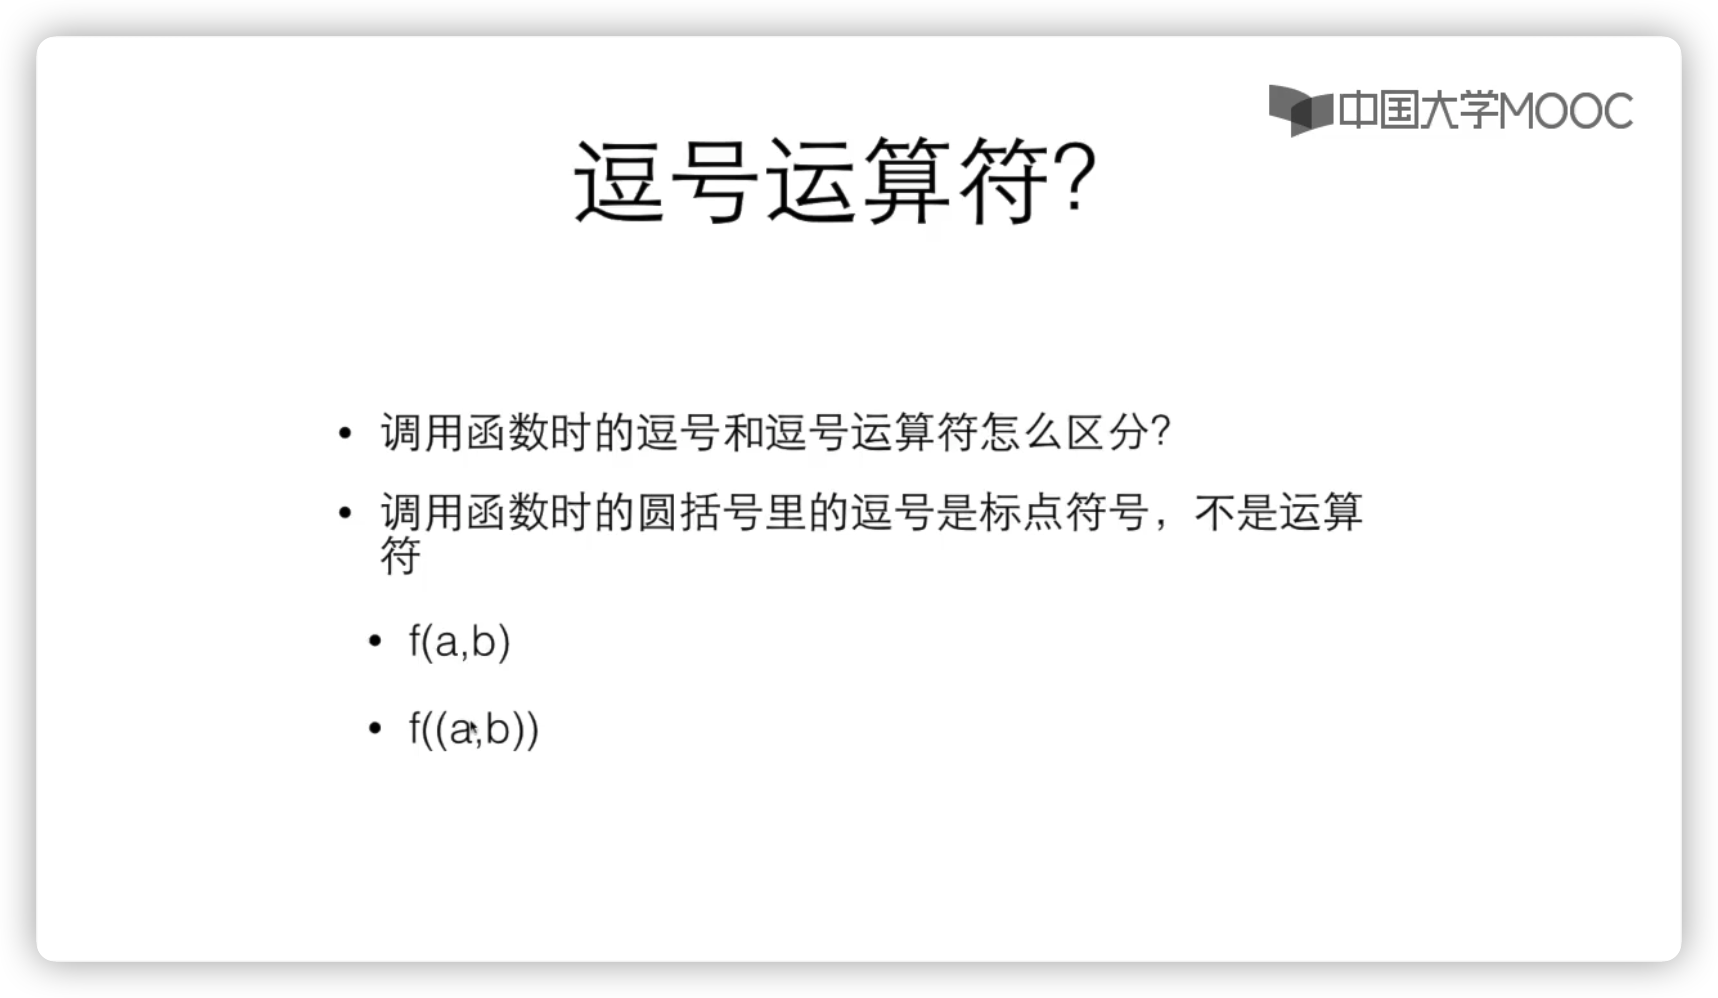 中国大学MOOC
逗号运算符?
• 调用函数时的逗号和逗号运算符怎么区分?
• 调用函数时的圆括号里的逗号是标点符号，不是运算
符
• f(a,b)
• f((a,b))